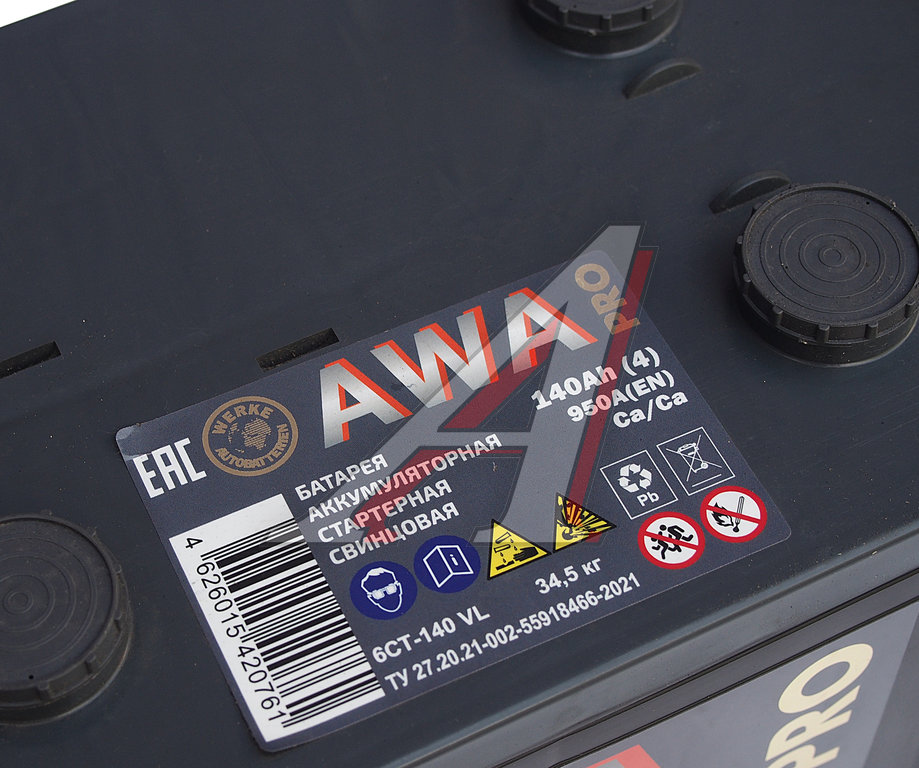 AWA PRO
140Ah (4)
950A(EN)
Ca/Ca
EAC
WERKE
AUTOBATTERIEN
БАТАРЕЯ
АККУМУЛЯТОРНАЯ
СТАРТЕРНАЯ
СВИНЦОВАЯ
Pb
34,5 кг
6СТ-140 VL
ТУ 27.20.21-002-55918466-2021
4 626015 420761
PRO